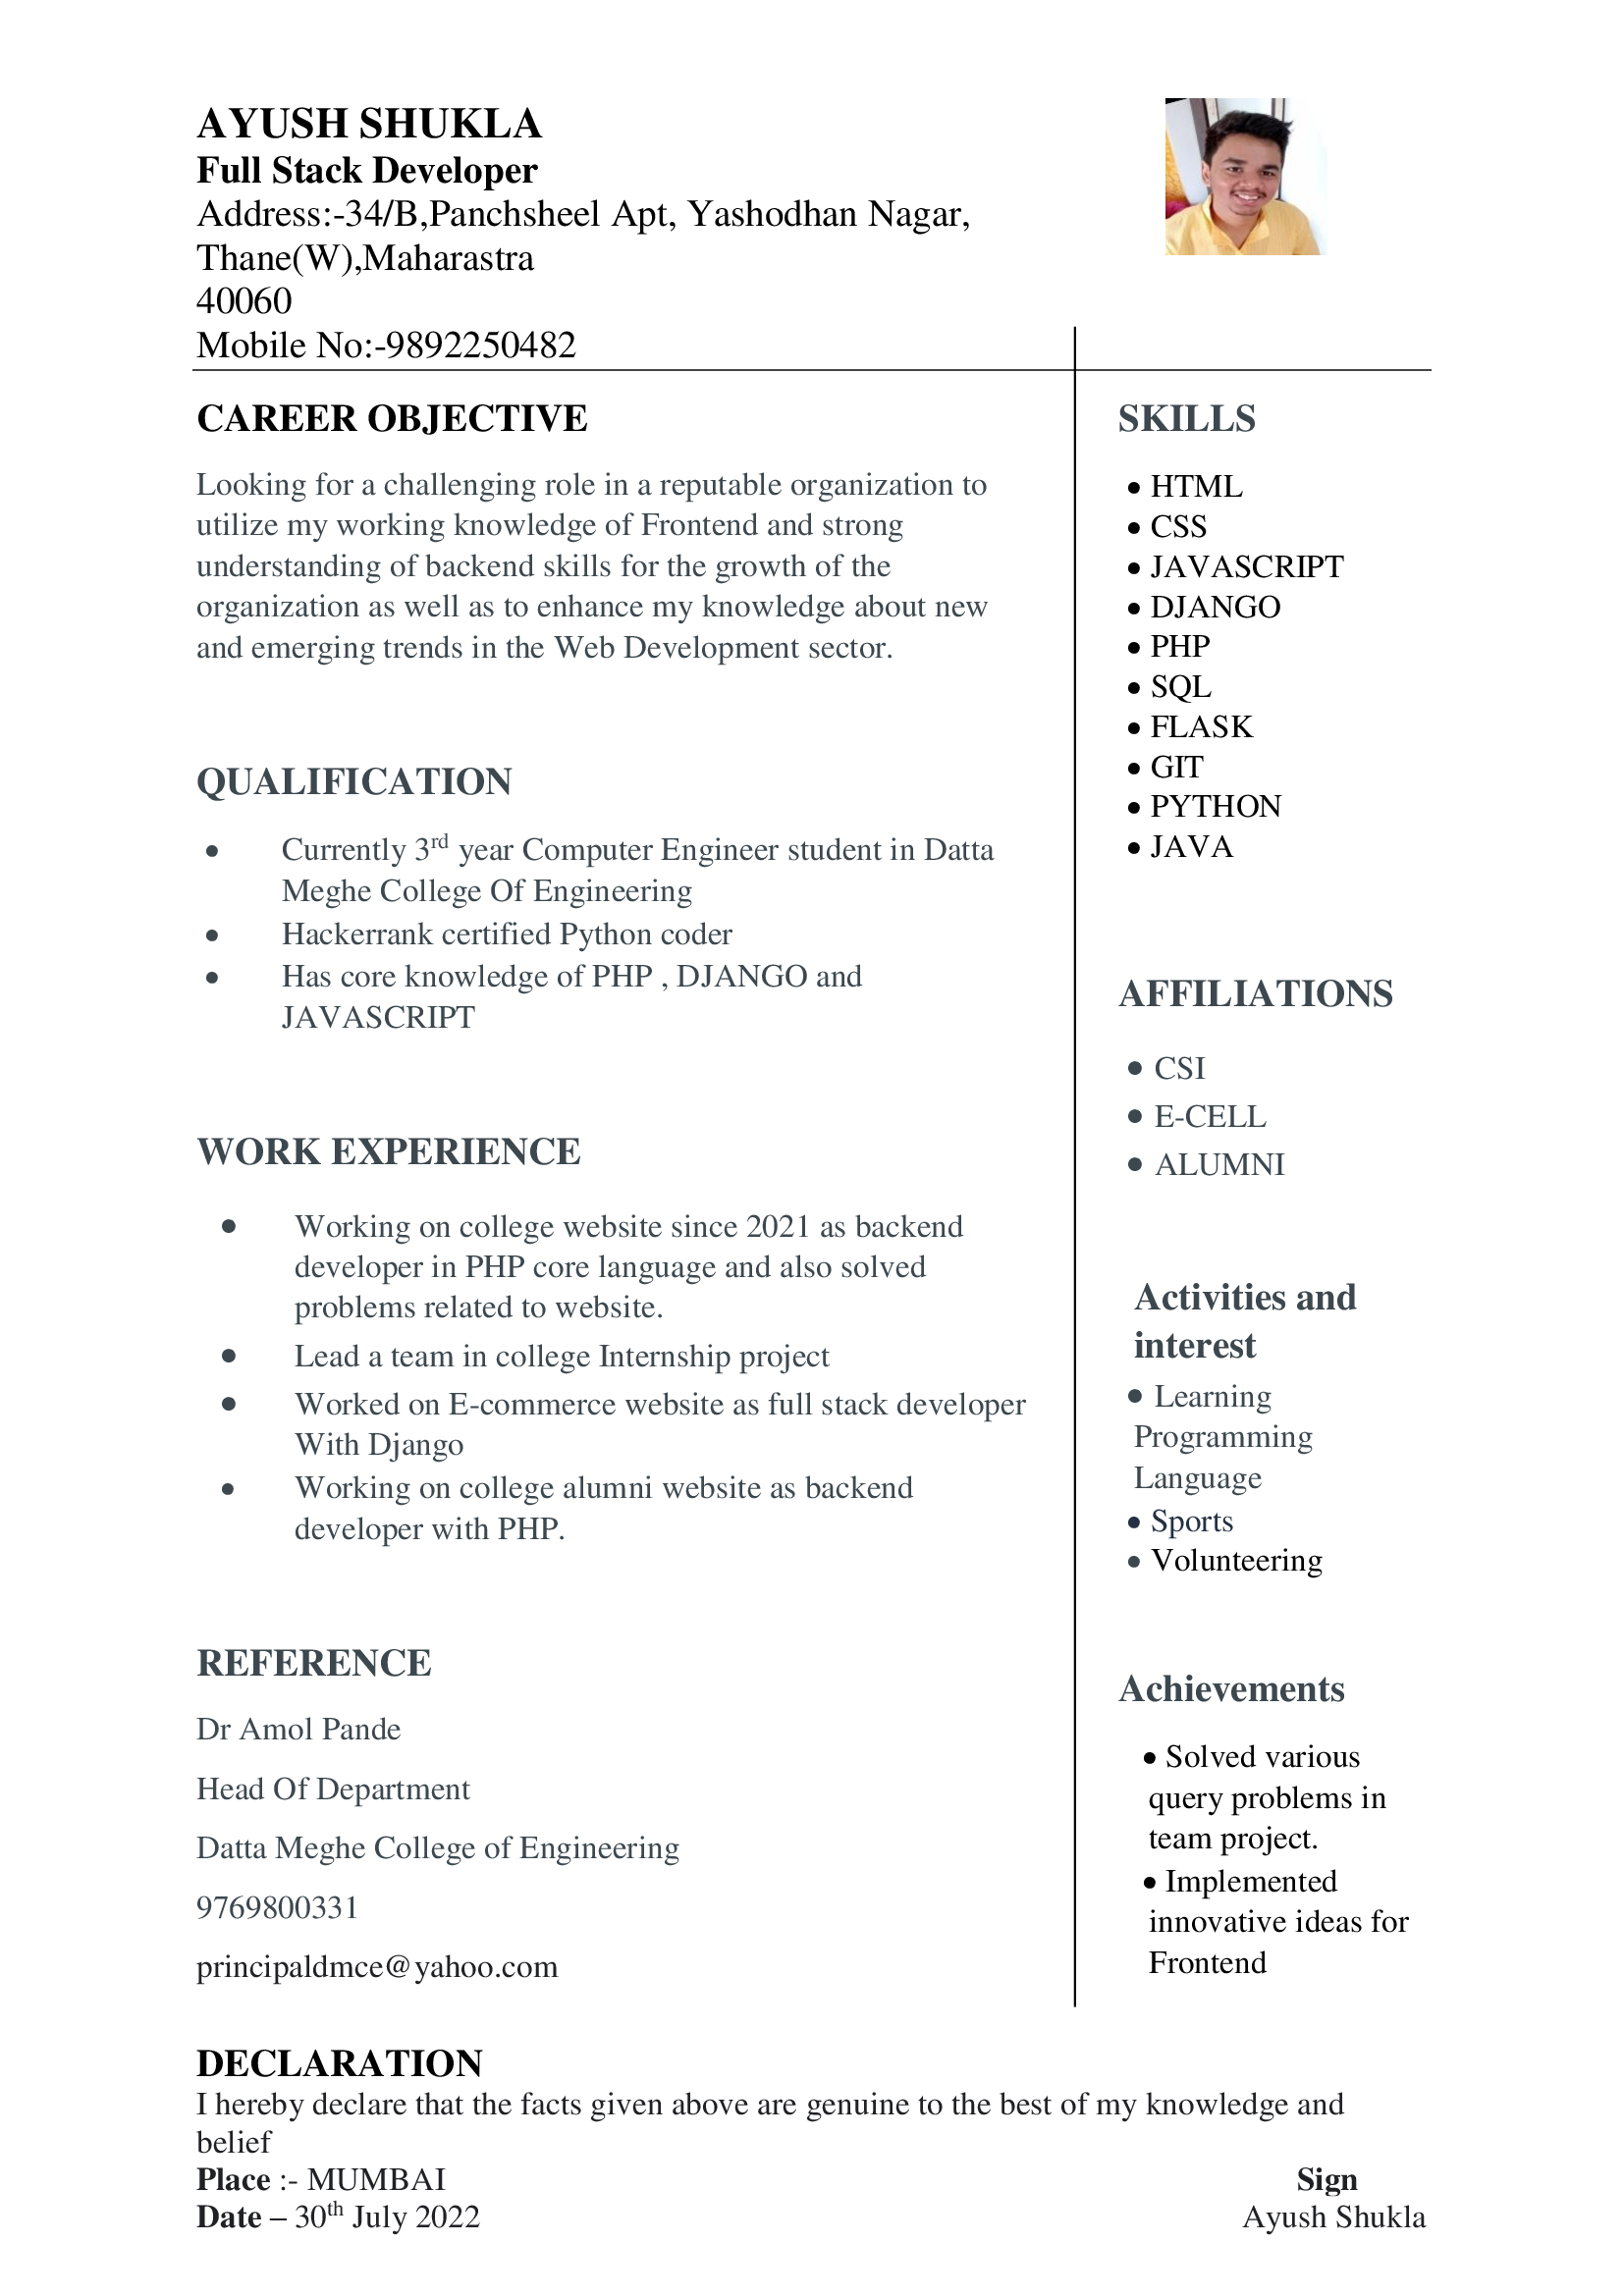 AYUSH SHUKLA
Full Stack Developer
Address:-34/B,Panchsheel Apt, Yashodhan Nagar,
Thane(W),Maharastra
40060
Mobile No:-9892250482
CAREER OBJECTIVE
Looking for a challenging role in a reputable organization to
utilize my working knowledge of Frontend and strong
understanding of backend skills for the growth of the
organization as well as to enhance my knowledge about new
and emerging trends in the Web Development sector.
QUALIFICATION
• Currently 3rd year Computer Engineer student in Datta
Meghe College Of Engineering
• Hackerrank certified Python coder
• Has core knowledge of PHP , DJANGO and
JAVASCRIPT
WORK EXPERIENCE
• Working on college website since 2021 as backend
developer in PHP core language and also solved
problems related to website.
• Lead a team in college Internship project
• Worked on E-commerce website as full stack developer
With Django
• Working on college alumni website as backend
developer with PHP.
REFERENCE
Dr Amol Pande
Head Of Department
Datta Meghe College of Engineering
9769800331
principaldmce@yahoo.com
SKILLS
• HTML
• CSS
• JAVASCRIPT
• DJANGO
• PHP
• SQL
• FLASK
• GIT
• PYTHON
• JAVA
AFFILIATIONS
• CSI
• E-CELL
• ALUMNI
Activities and
interest
• Learning
Programming
Language
• Sports
• Volunteering
Achievements
• Solved various
query problems in
team project.
• Implemented
innovative ideas for
Frontend
DECLARATION
I hereby declare that the facts given above are genuine to the best of my knowledge and
belief
Place :- MUMBAI
Sign
Date – 30th July 2022
Ayush Shukla